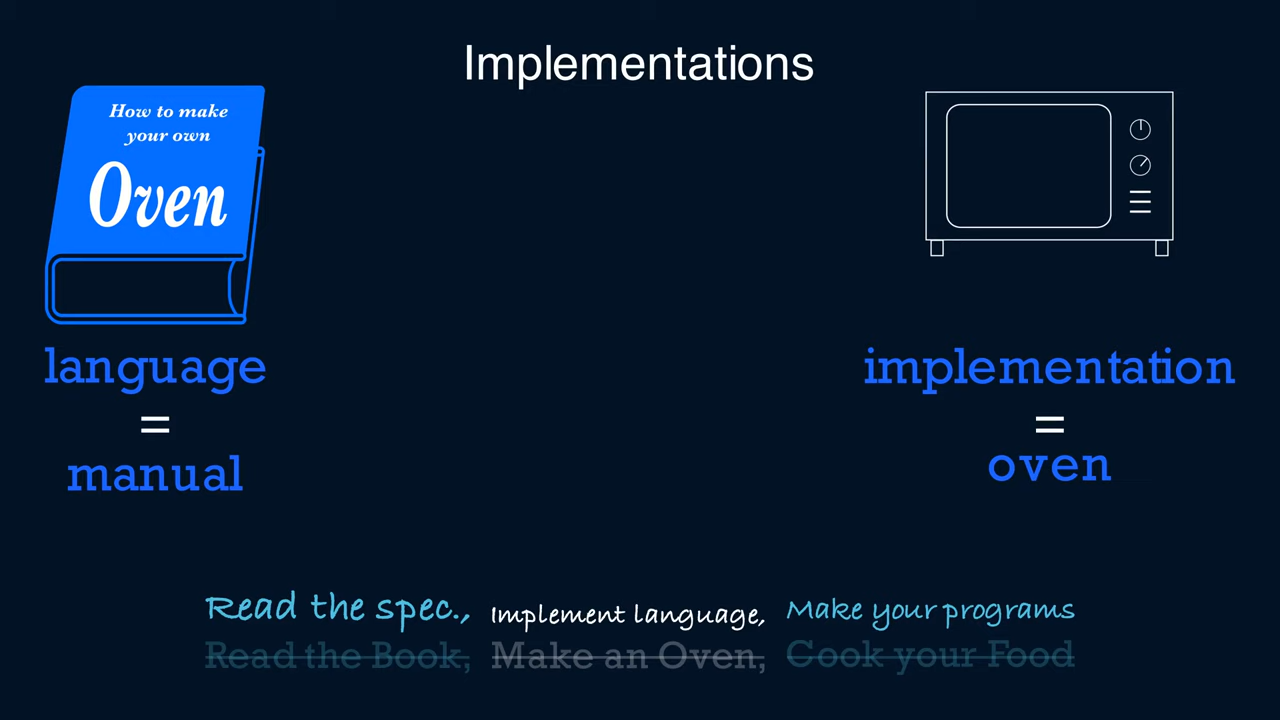 Implementations
How to make
your own
Oven
language
=
manual
implementation
=
oven
Read the spec., Implement language, Make your programs
Read the Book, Make an Oven, Cook your Food